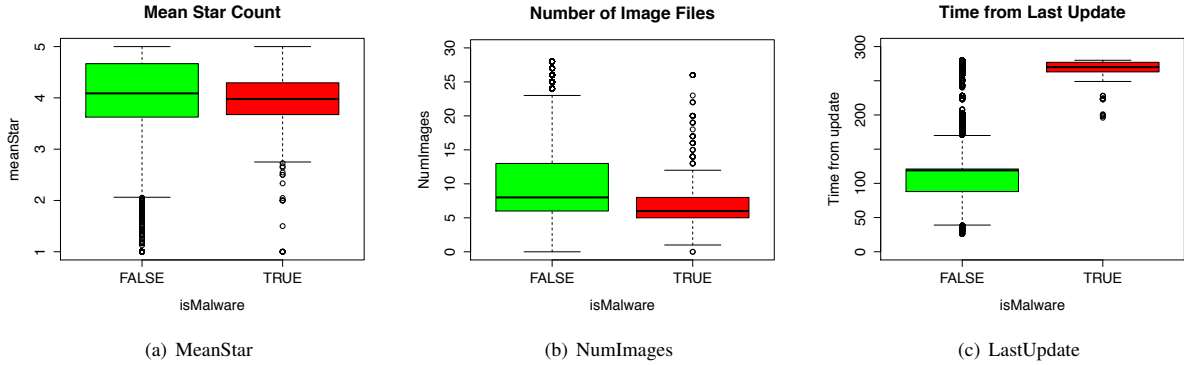 Mean Star Count
meanStar
5
4
3
2
1
FALSE
TRUE
isMalware
(a) MeanStar
Number of Image Files
NumImages
30
25
20
15
10
5
0
FALSE
TRUE
isMalware
(b) NumImages
Time from Last Update
Time from update
300
200
100
50
0
FALSE
TRUE
isMalware
(c) LastUpdate